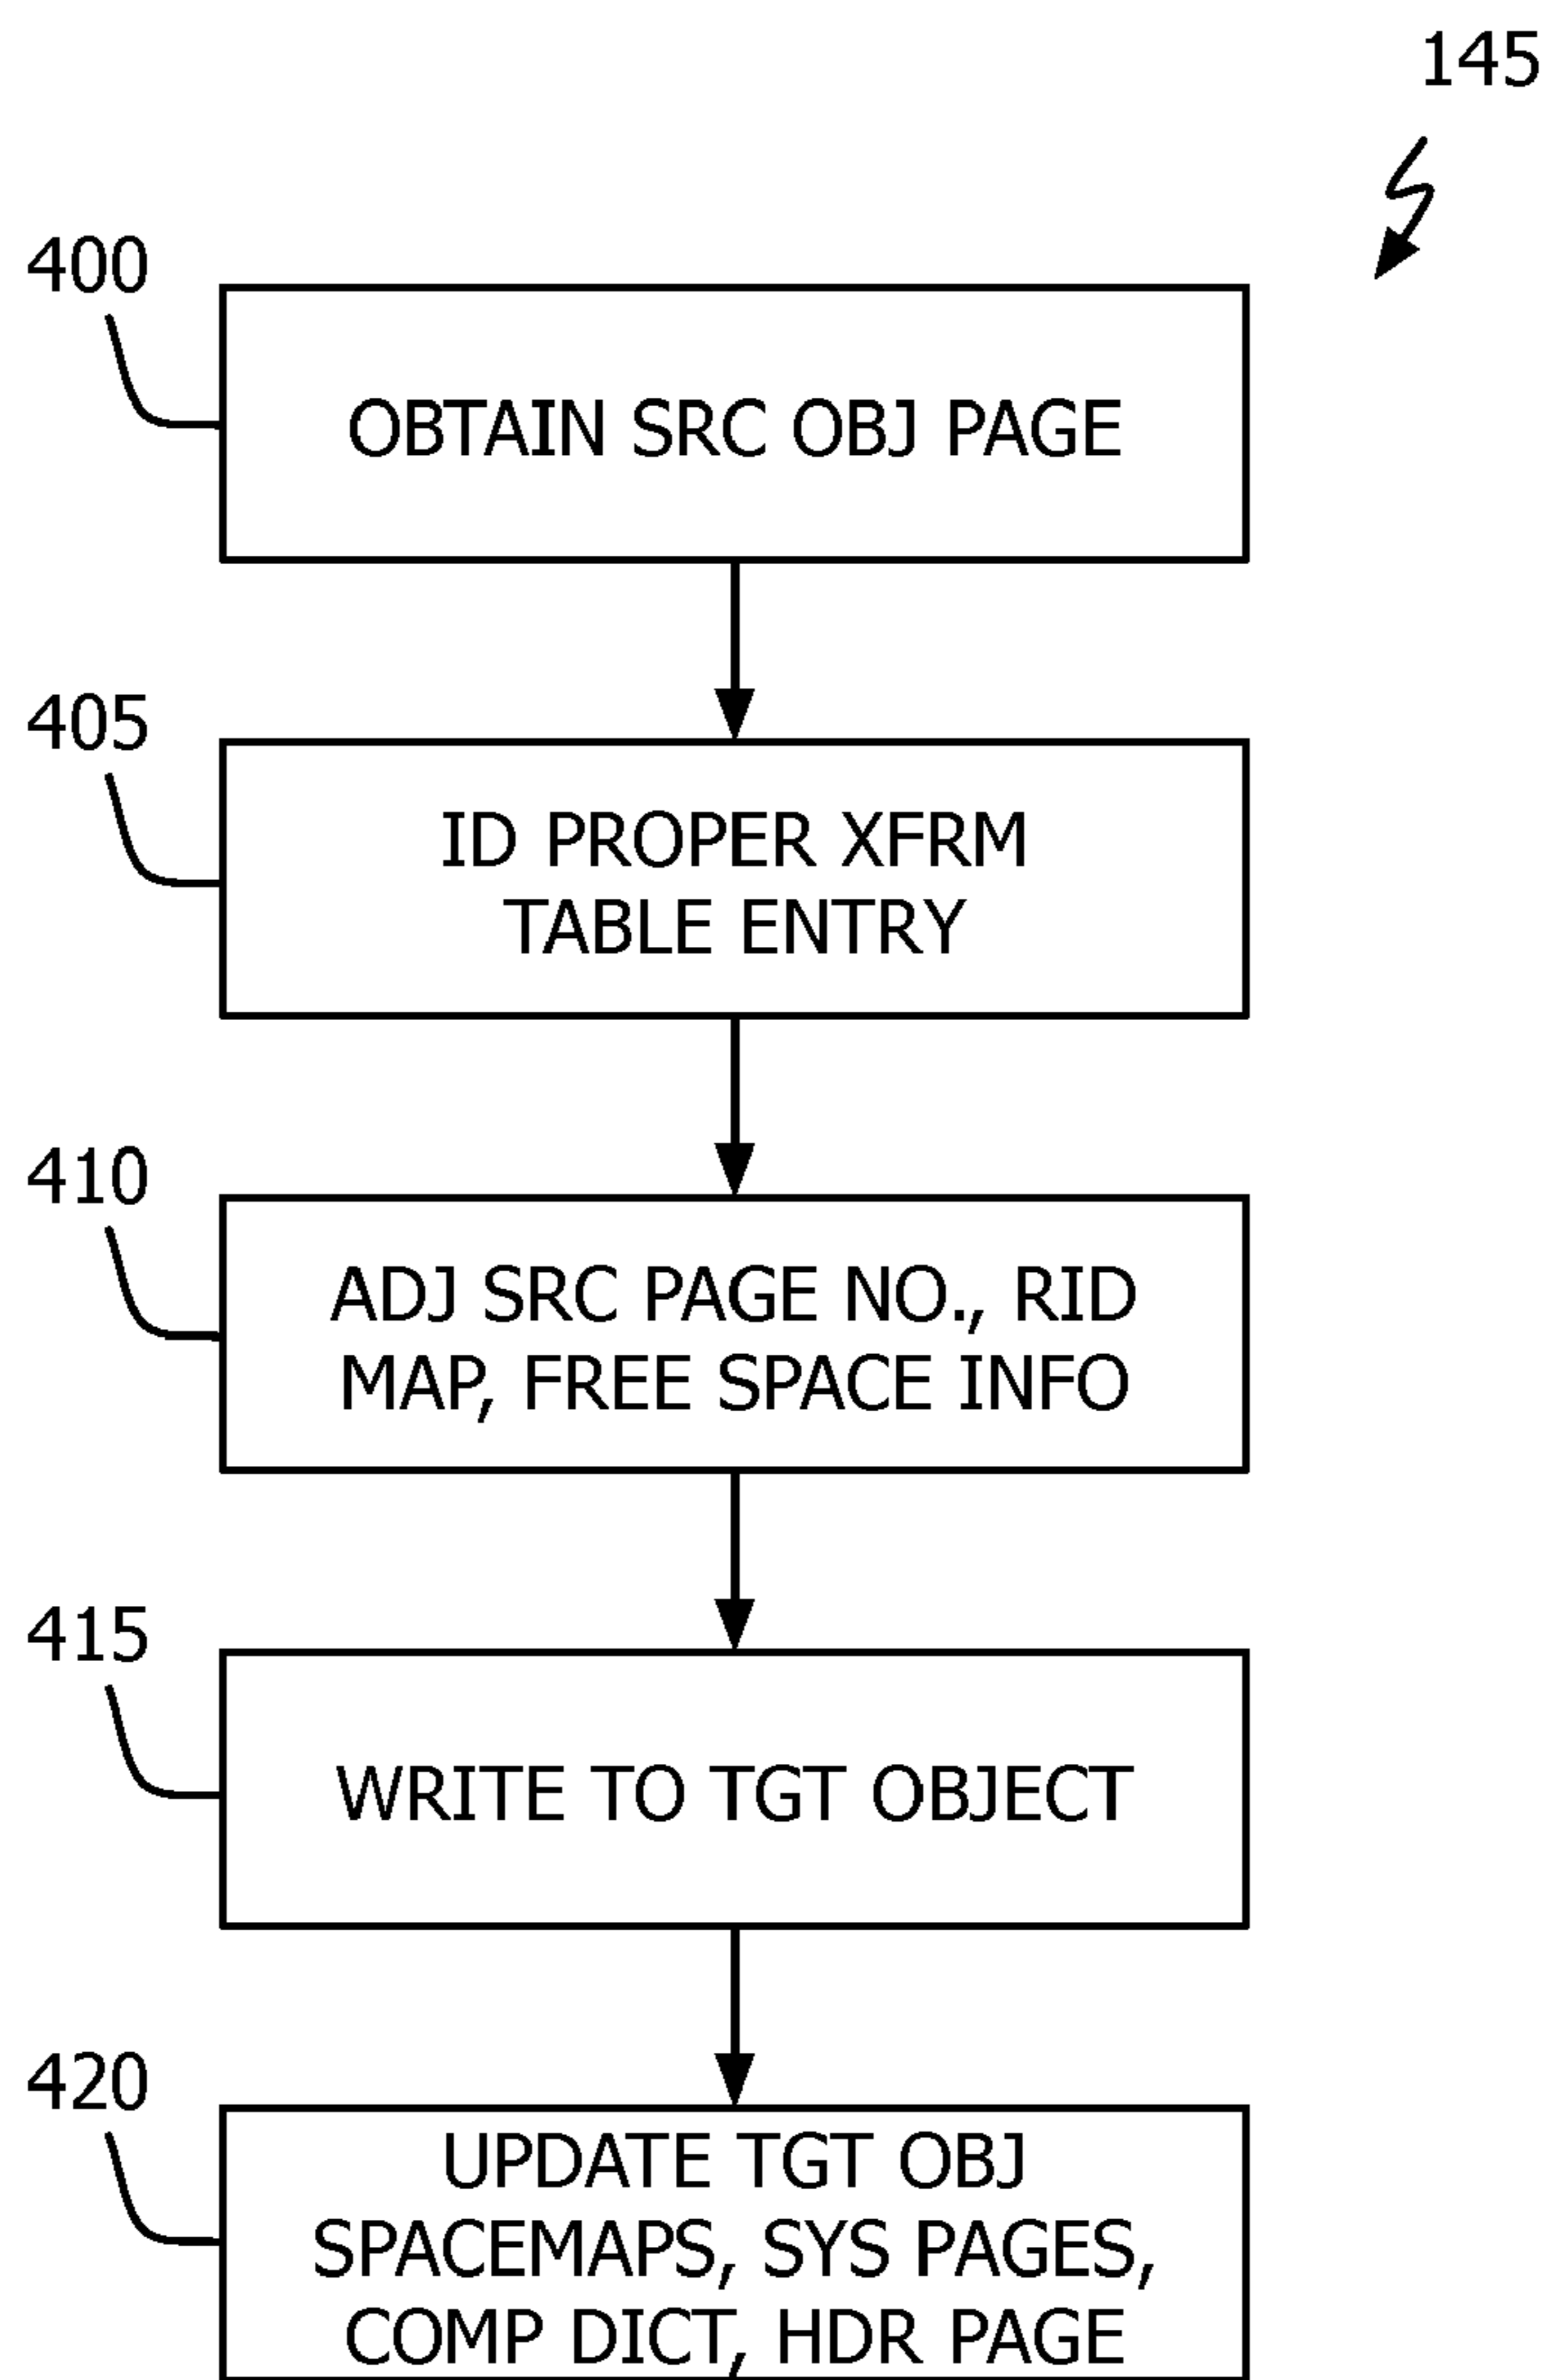 145
400
OBTAIN SRC OBJ PAGE
405
ID PROPER XFRM
TABLE ENTRY
410
ADJ SRC PAGE NO., RID
MAP, FREE SPACE INFO
415
WRITE TO TGT OBJECT
420
UPDATE TGT OBJ
SPACEMAPS, SYS PAGES,
COMP DICT, HDR PAGE